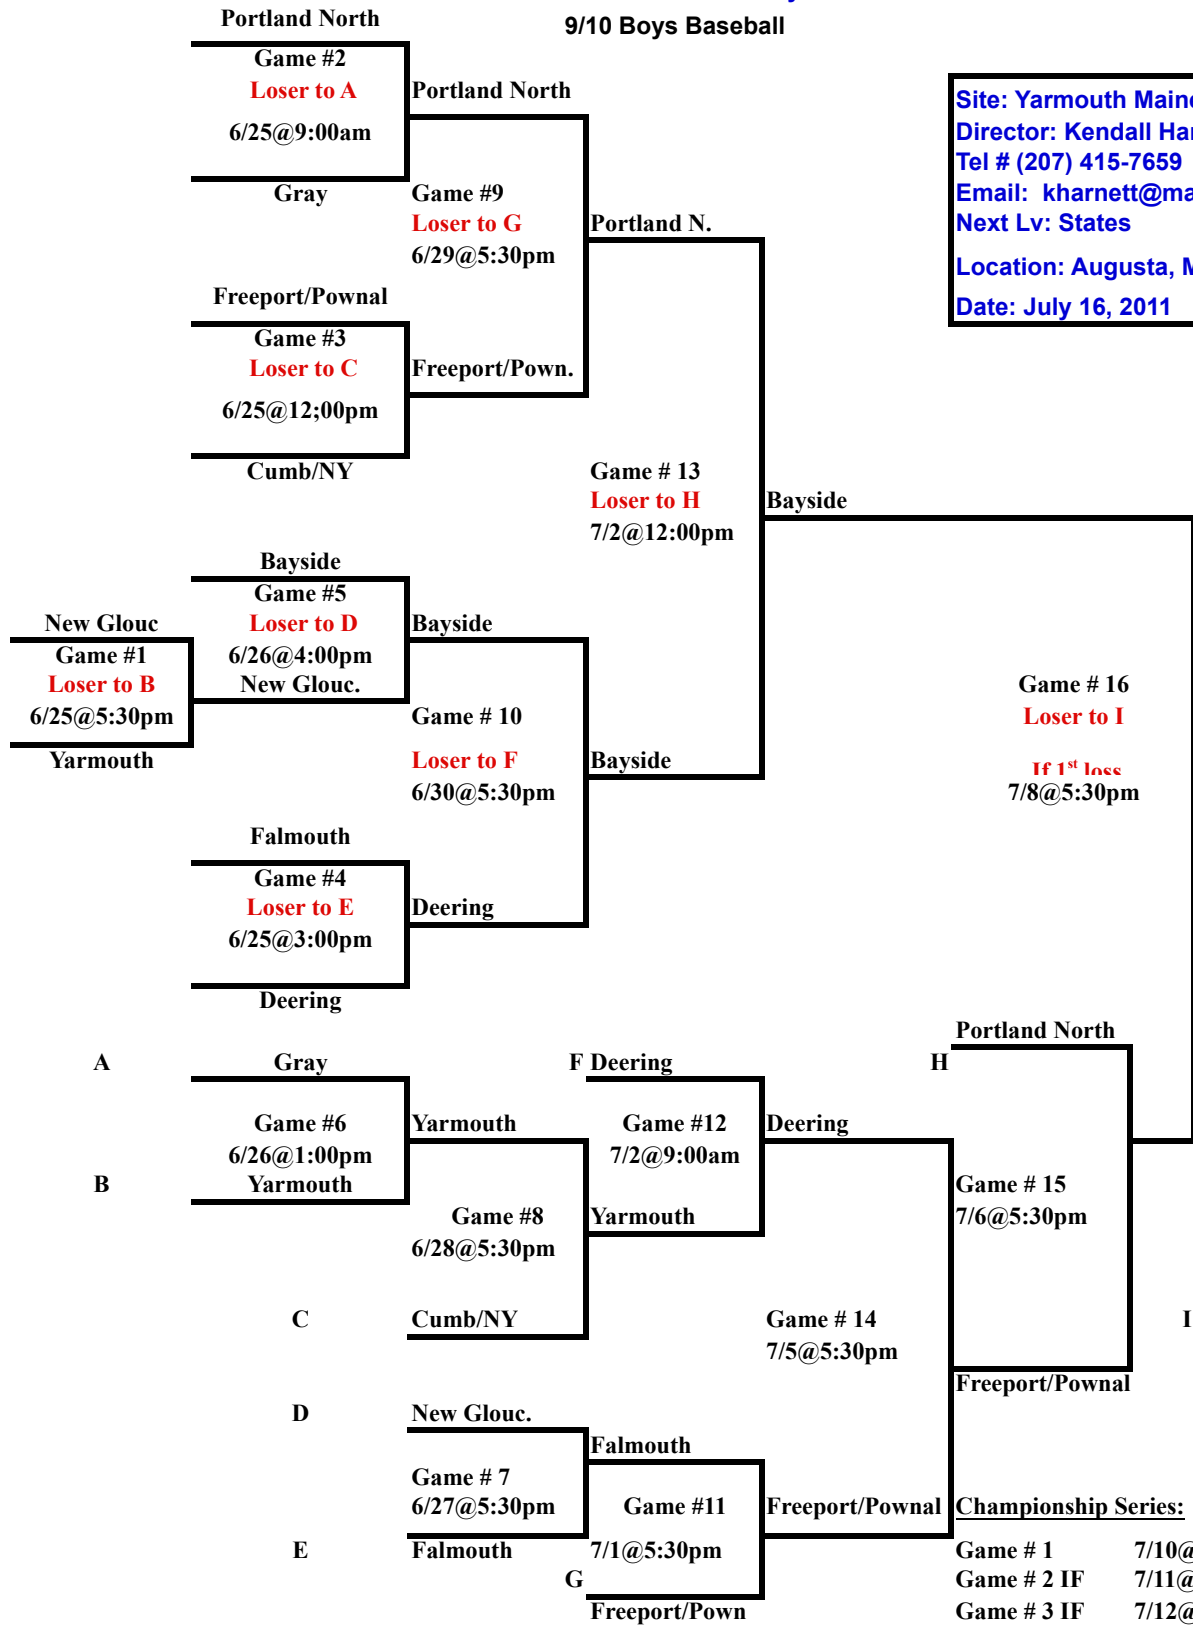 Portland North
9/10 Boys Baseball
Game #2
Loser to A
6/25@9:00am
Gray
Portland North
Site: Yarmouth Maine
Director: Kendall
Tel # (207) 415-7659
Email:
Next Lv: States
Location: Augusta,
Date: July 16, 2011
Game #9
Loser to G
6/29@5:30pm
Portland N.
Freeport/Pownal
Game #3
Loser to C
6/25@12;00pm
Cumb/NY
Freeport/Pown.
Game # 13
Loser to H
7/2@12:00pm
Bayside
Bayside
Game #5
Loser to D
6/26@4:00pm
New Glouc.
Bayside
New Glouc
Game #1
Loser to B
6/25@5:30pm
Yarmouth
Game # 10
Loser to F
6/30@5:30pm
Bayside
Game # 16
Loser to I
If 1st loss
7/8@5:30pm
Falmouth
Game #4
Loser to E
6/25@3:00pm
Deering
Deering
Portland North
A
Gray
F Deering
H
Game #6
6/26@1:00pm
Yarmouth
Game #12
7/2@9:00am
Deering
B
Yarmouth
Game # 15
7/6@5:30pm
Game #8
6/28@5:30pm
Yarmouth
C
Cumb/NY
Game # 14
7/5@5:30pm
I
Freeport/Pownal
D
New Glouc.
Falmouth
Game # 7
6/27@5:30pm
Game #11
Freeport/Pownal
Championship Series:
E
Falmouth
7/1@5:30pm
G
Freeport/Pown
Game # 1 7/10@
Game # 2 IF 7/11@
Game # 3 IF 7/12@